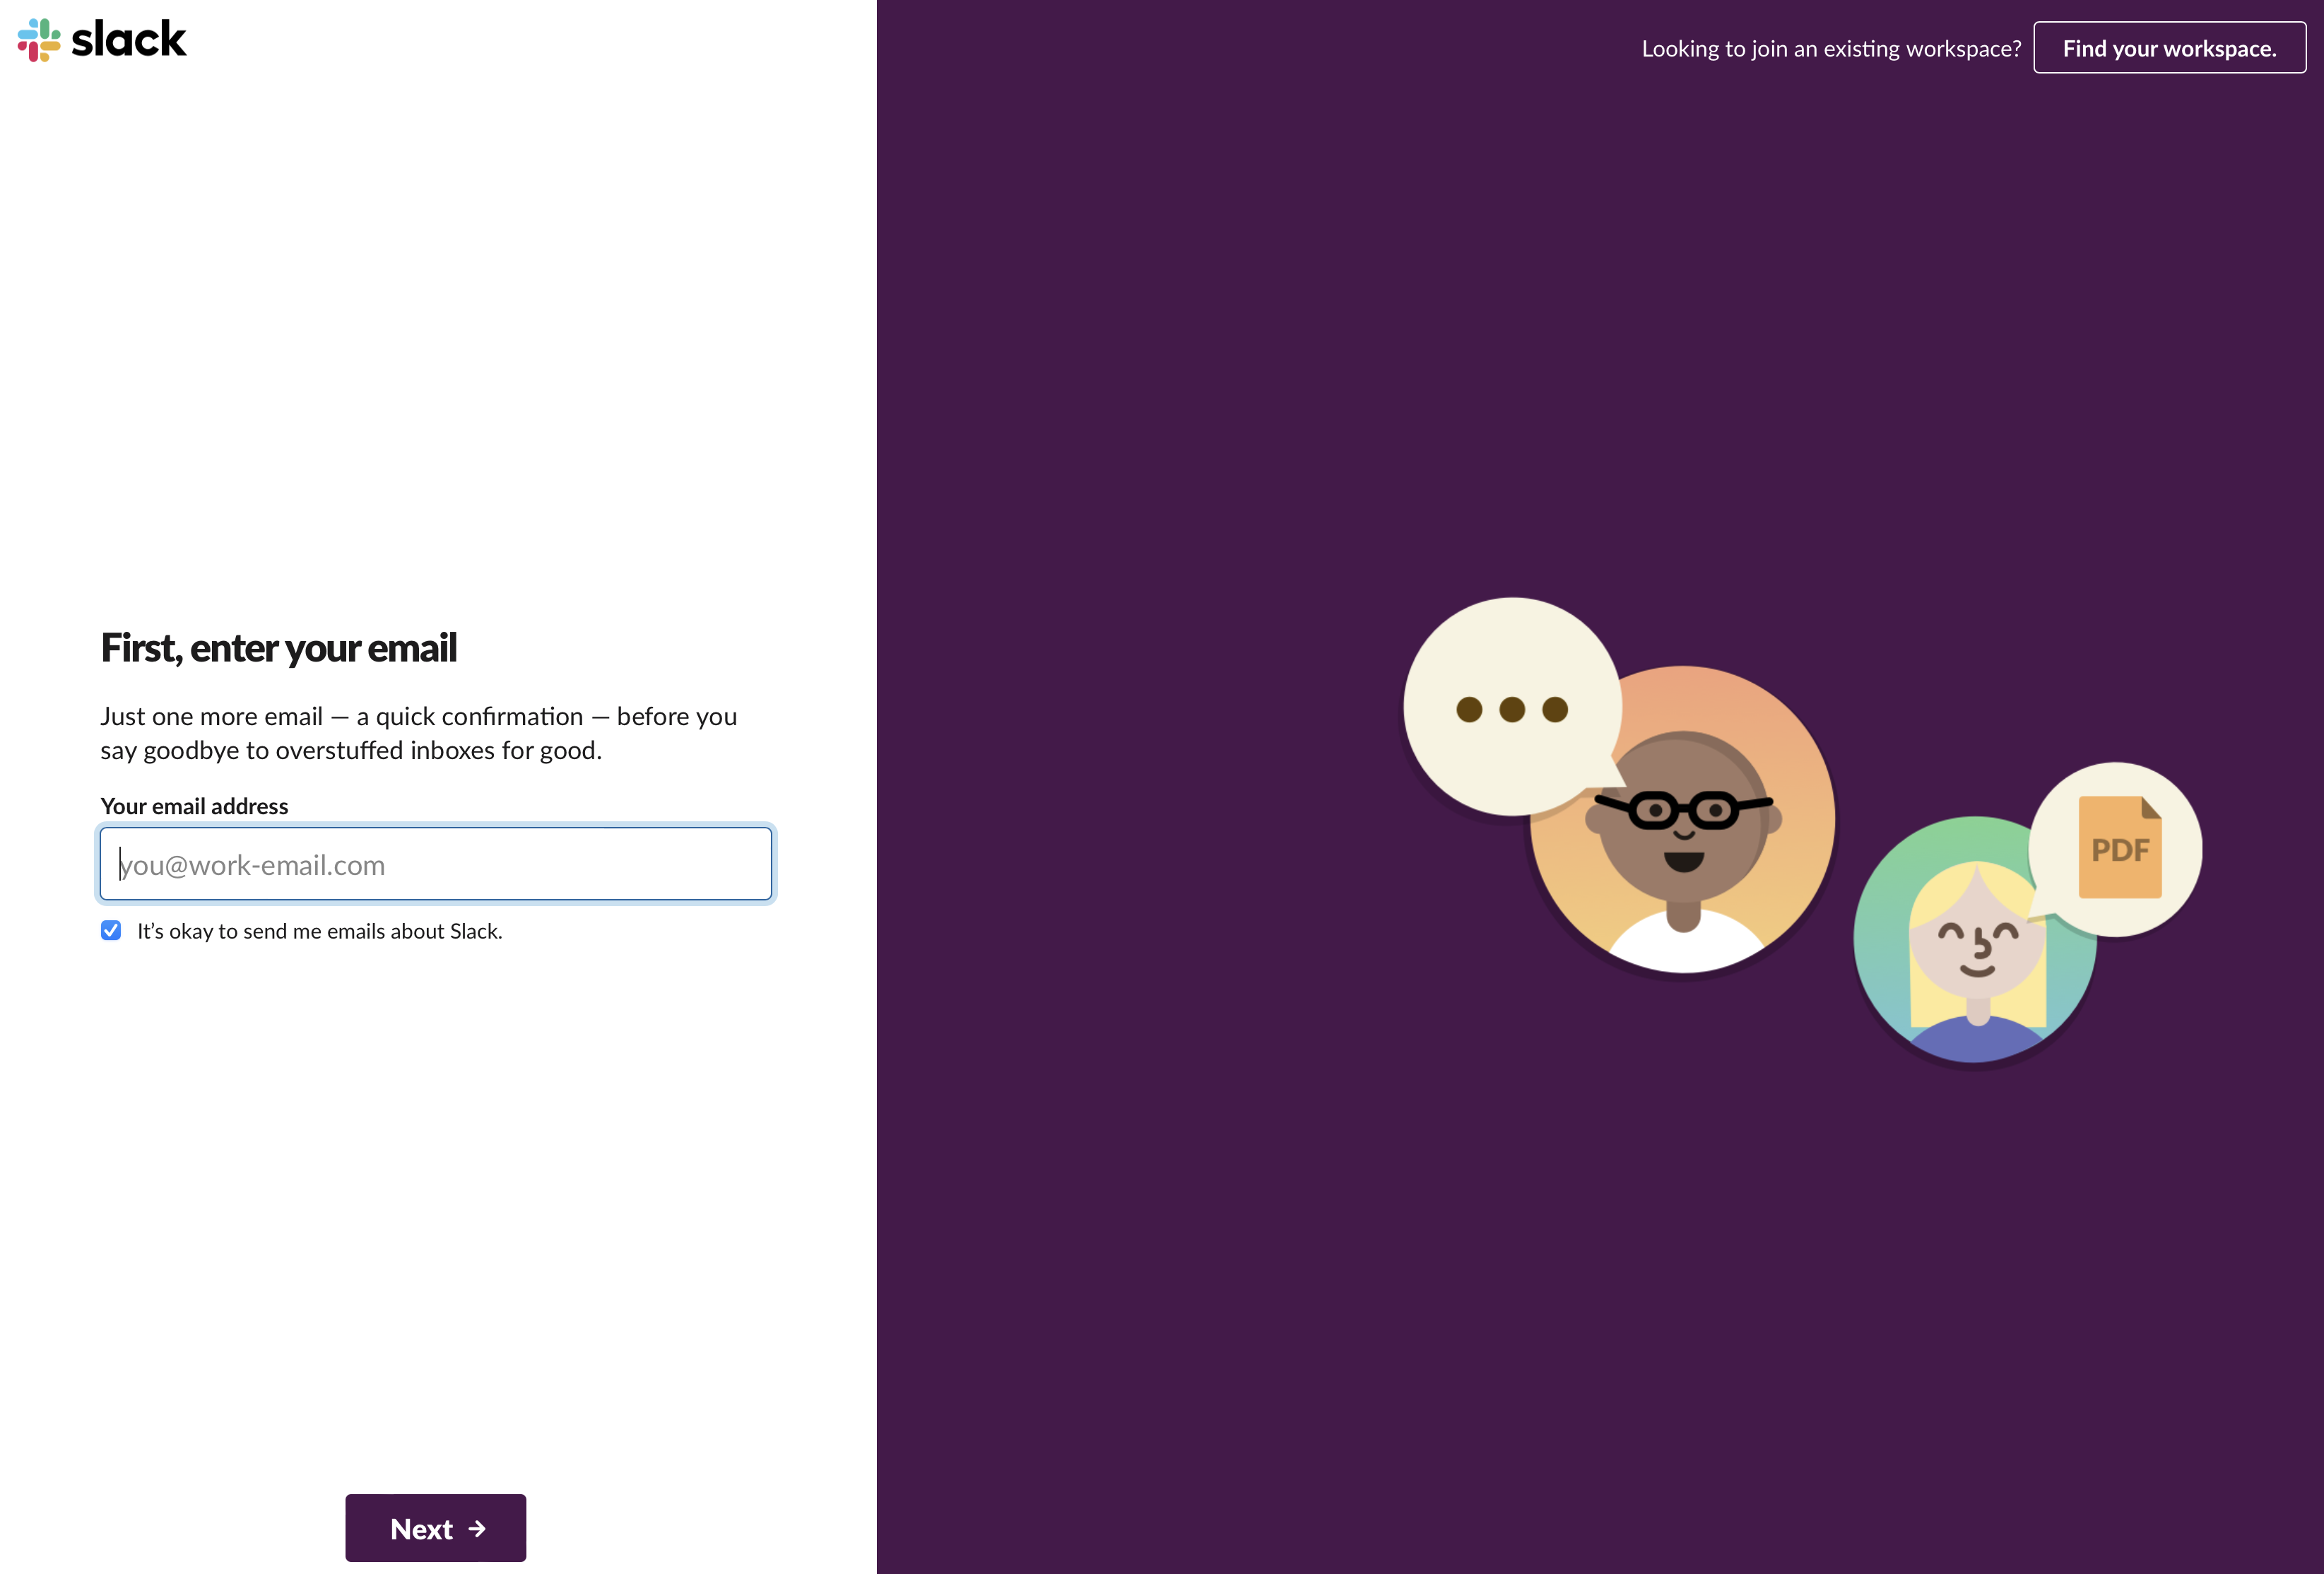 slack
Looking to join an existing workspace?
Find your workspace.
First, enter your email
Just one more email — a quick confirmation — before you
say goodbye to overstuffed inboxes for good.
Your email address
you@work-email.com
It’s okay to send me emails about Slack.
Next
PDF